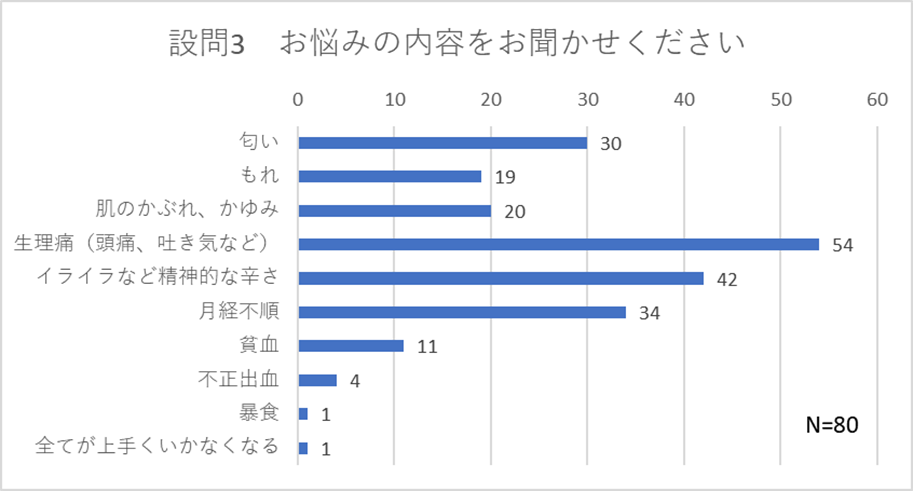 設問3　お悩みの内容をお聞かせください
0 10 20 30 40 50 60
匂い 30
もれ 19
肌のかぶれ、かゆみ 20
生理痛（頭痛、吐き気など） 54
イライラなど精神的な辛さ 42
月経不順 34
貧血 11
不正出血 4
暴食 1
全てが上手くいかなくなる 1
N=80